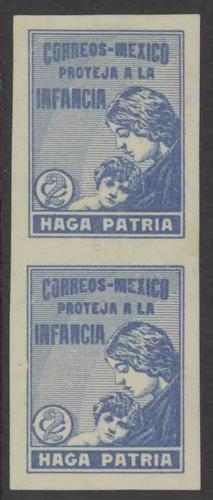 CORREOS-MEXICO
PROTEJA A LA
INFANCIA
2
HAGA PATRIA
CORREOS-MEXICO
PROTEJA A LA
INFANCIA
2
HAGA PATRIA